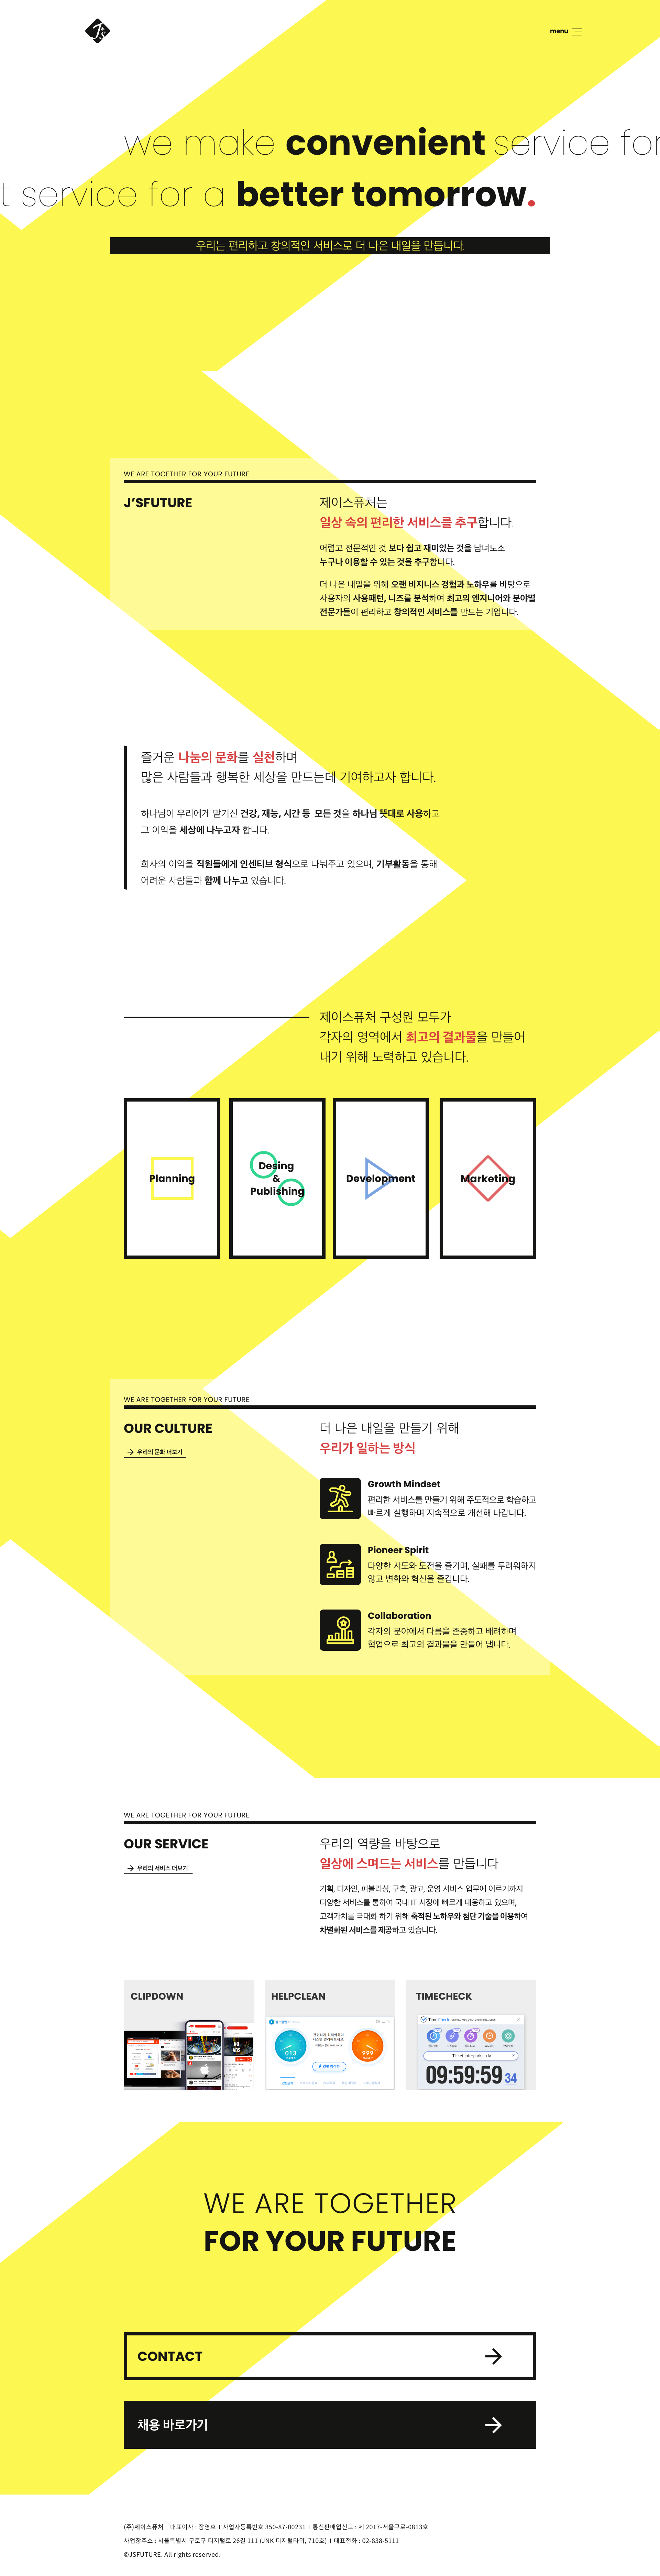 menu
we make convenient service for
t service for a better tomorrow.
우리는 편리하고 창의적인 서비스로 더 나은 내일을 만듭니다.
WE ARE TOGETHER FOR YOUR FUTURE
J’SFUTURE
제이스퓨처는
일상 속의 편리한 서비스를 추구합니다.
어렵고 전문적인 것 보다 쉽고 재미있는 것을 남녀노소
누구나 이용할 수 있는 것을 추구합니다.
더 나은 내일을 위해 오랜 비지니스 경험과 노하우를 바탕으로
사용자의 사용패턴, 니즈를 분석하여 최고의 엔지니어와 분야별
전문가들이 편리하고 창의적인 서비스를 만드는 기업입니다.
즐거운 나눔의 문화를 실천하며
많은 사람들과 행복한 세상을 만드는데 기여하고자 합니다.
하나님이 우리에게 맡기신 건강, 재능, 시간 등 모든 것을 하나님 뜻대로 사용하고
그 이익을 세상에 나누고자 합니다.
회사의 이익을 직원들에게 인센티브 형식으로 나눠주고 있으며, 기부활동을 통해
어려운 사람들과 함께 나누고 있습니다.
제이스퓨처 구성원 모두가
각자의 영역에서 최고의 결과물을 만들어
내기 위해 노력하고 있습니다.
Planning
Desing
&
Publishing
Development
Marketing
WE ARE TOGETHER FOR YOUR FUTURE
OUR CULTURE
우리의 문화 더보기
더 나은 내일을 만들기 위해
우리가 일하는 방식
Growth Mindset
편리한 서비스를 만들기 위해 주도적으로 학습하고
빠르게 실행하며 지속적으로 개선해 나갑니다.
Pioneer Spirit
다양한 시도와 도전을 즐기며, 실패를 두려워하지
않고 변화와 혁신을 즐깁니다.
Collaboration
각자의 분야에서 다름을 존중하고 배려하며
협업으로 최고의 결과물을 만들어 냅니다.
WE ARE TOGETHER FOR YOUR FUTURE
OUR SERVICE
우리의 서비스 더보기
우리의 역량을 바탕으로
일상에 스며드는 서비스를 만듭니다.
기획, 디자인, 퍼블리싱, 구축, 광고, 운영 서비스 업무에 이르기까지
다양한 서비스를 통하여 국내 IT 시장에 빠르게 대응하고 있으며,
고객가치를 극대화 하기 위해 축적된 노하우와 첨단 기술을 이용하여
차별화된 서비스를 제공하고 있습니다.
CLIPDOWN
HELPCLEAN
TIMECHECK
NO ADS
013
999
Time Check
Ticket.interpark.co.kr
09:59:59 34
WE ARE TOGETHER
FOR YOUR FUTURE
CONTACT
채용 바로가기
(주)제이스퓨처 | 대표이사 : 장영호 | 사업자등록번호 350-87-00231 | 통신판매업신고 : 제 2017-서울구로-0813호
사업장주소 : 서울특별시 구로구 디지털로 26길 111 (JNK 디지털타워, 710호) | 대표전화 : 02-838-5111
©JSFUTURE. All rights reserved.